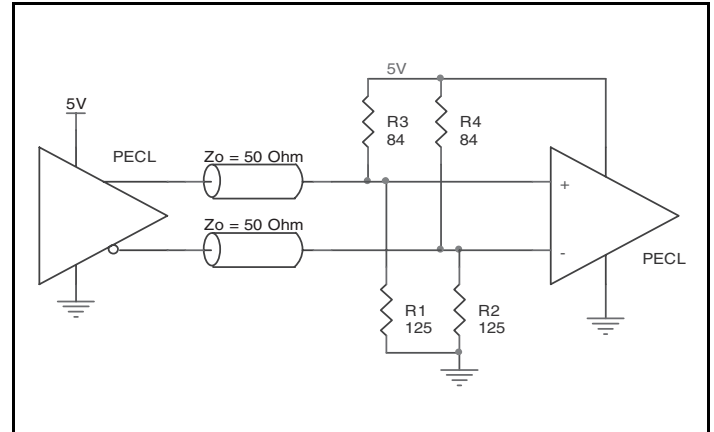 5V
5V
PECL
R3
84
R4
84
Zo = 50 Ohm
+
Zo = 50 Ohm
-
PECL
R1
125
R2
125